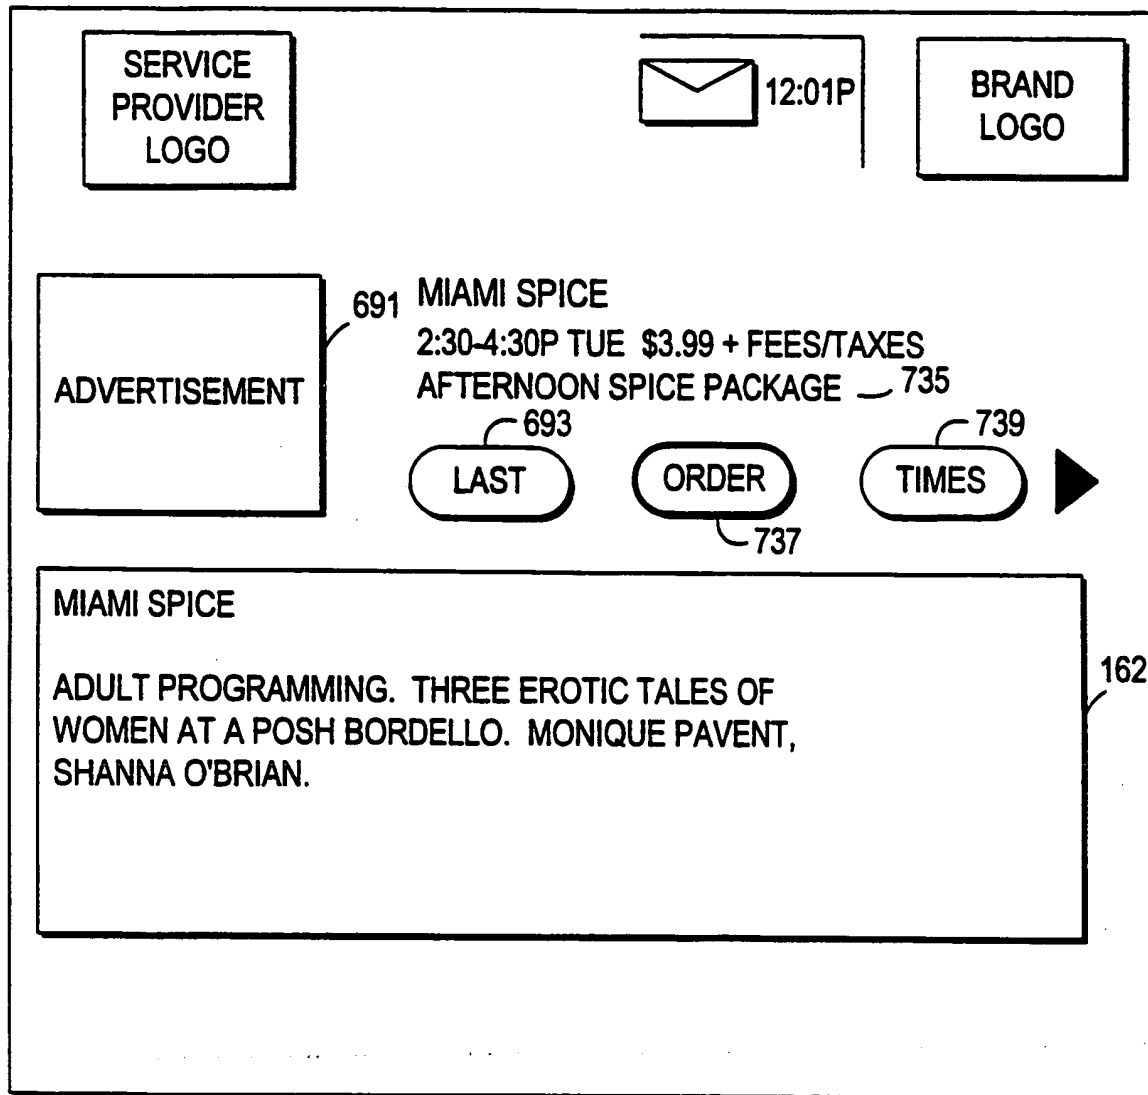 SERVICE
PROVIDER
LOGO
12:01P
BRAND
LOGO
ADVERTISEMENT
691
MIAMI SPICE
2:30-4:30P TUE $3.99 + FEES/TAXES
AFTERNOON SPICE PACKAGE
735
693
739
LAST
ORDER
TIMES
737
MIAMI SPICE
ADULT PROGRAMMING. THREE EROTIC TALES OF
WOMEN AT A POSH BORDELLO. MONIQUE PAVENT,
SHANNA O'BRIAN.
162